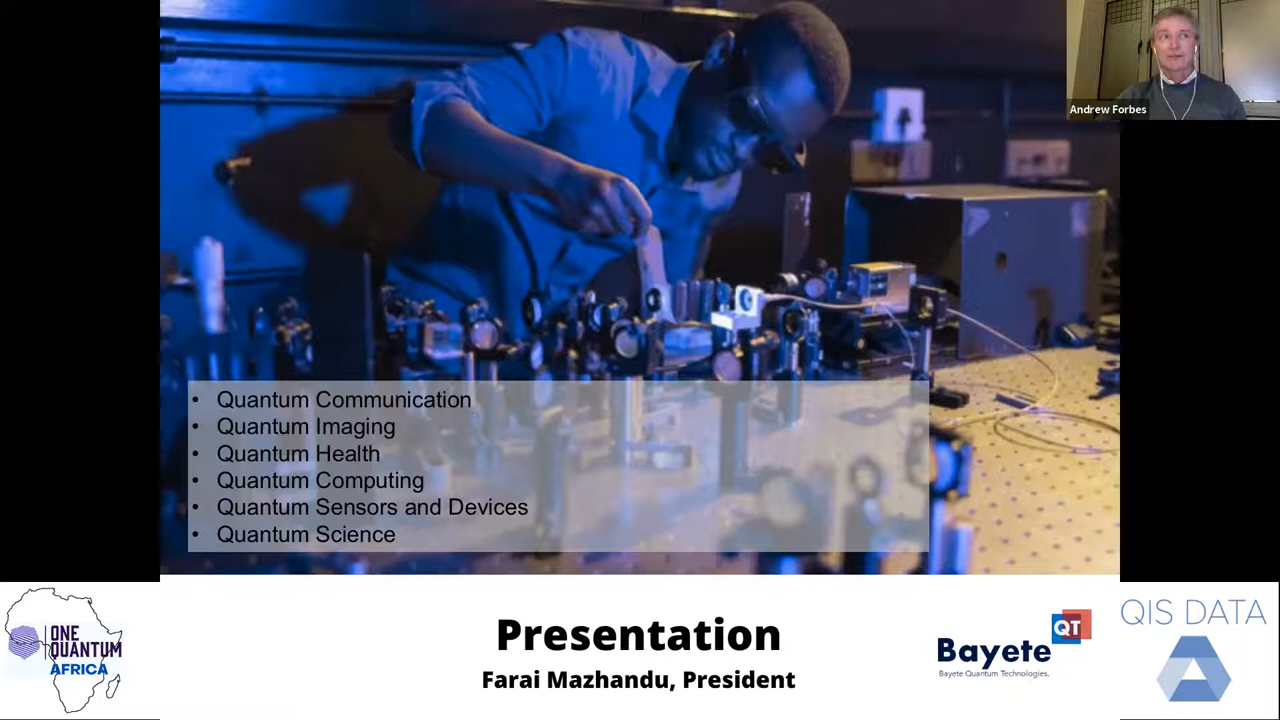 Andrew Forbes
• Quantum Communication
• Quantum Imaging
• Quantum Health
• Quantum Computing
• Quantum Sensors and Devices
• Quantum Science
ONE
QUANTUM
AFRICA
Presentation
Farai Mazhandu, President
QT
Bayete
Bayete Quantum Technologies.
QIS DATA